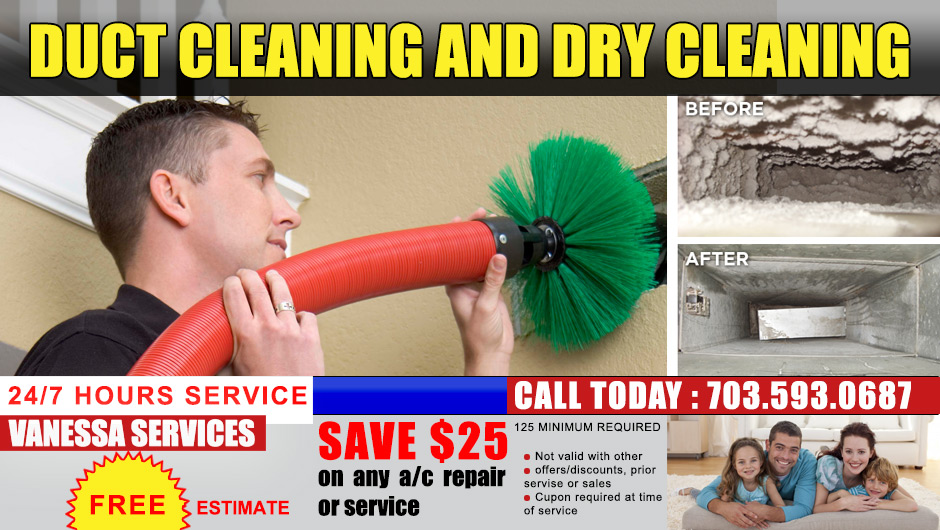 DUCT CLEANING AND DRY CLEANING
BEFORE
AFTER
24/7 HOURS SERVICE
CALL TODAY : 703.593.0687
VANESSA SERVICES
FREE ESTIMATE
SAVE $25
on any a/c repair
or service
125 MINIMUM REQUIRED
Not valid with other
offers/discounts, prior
servise or sales
Cupon required at time
of service